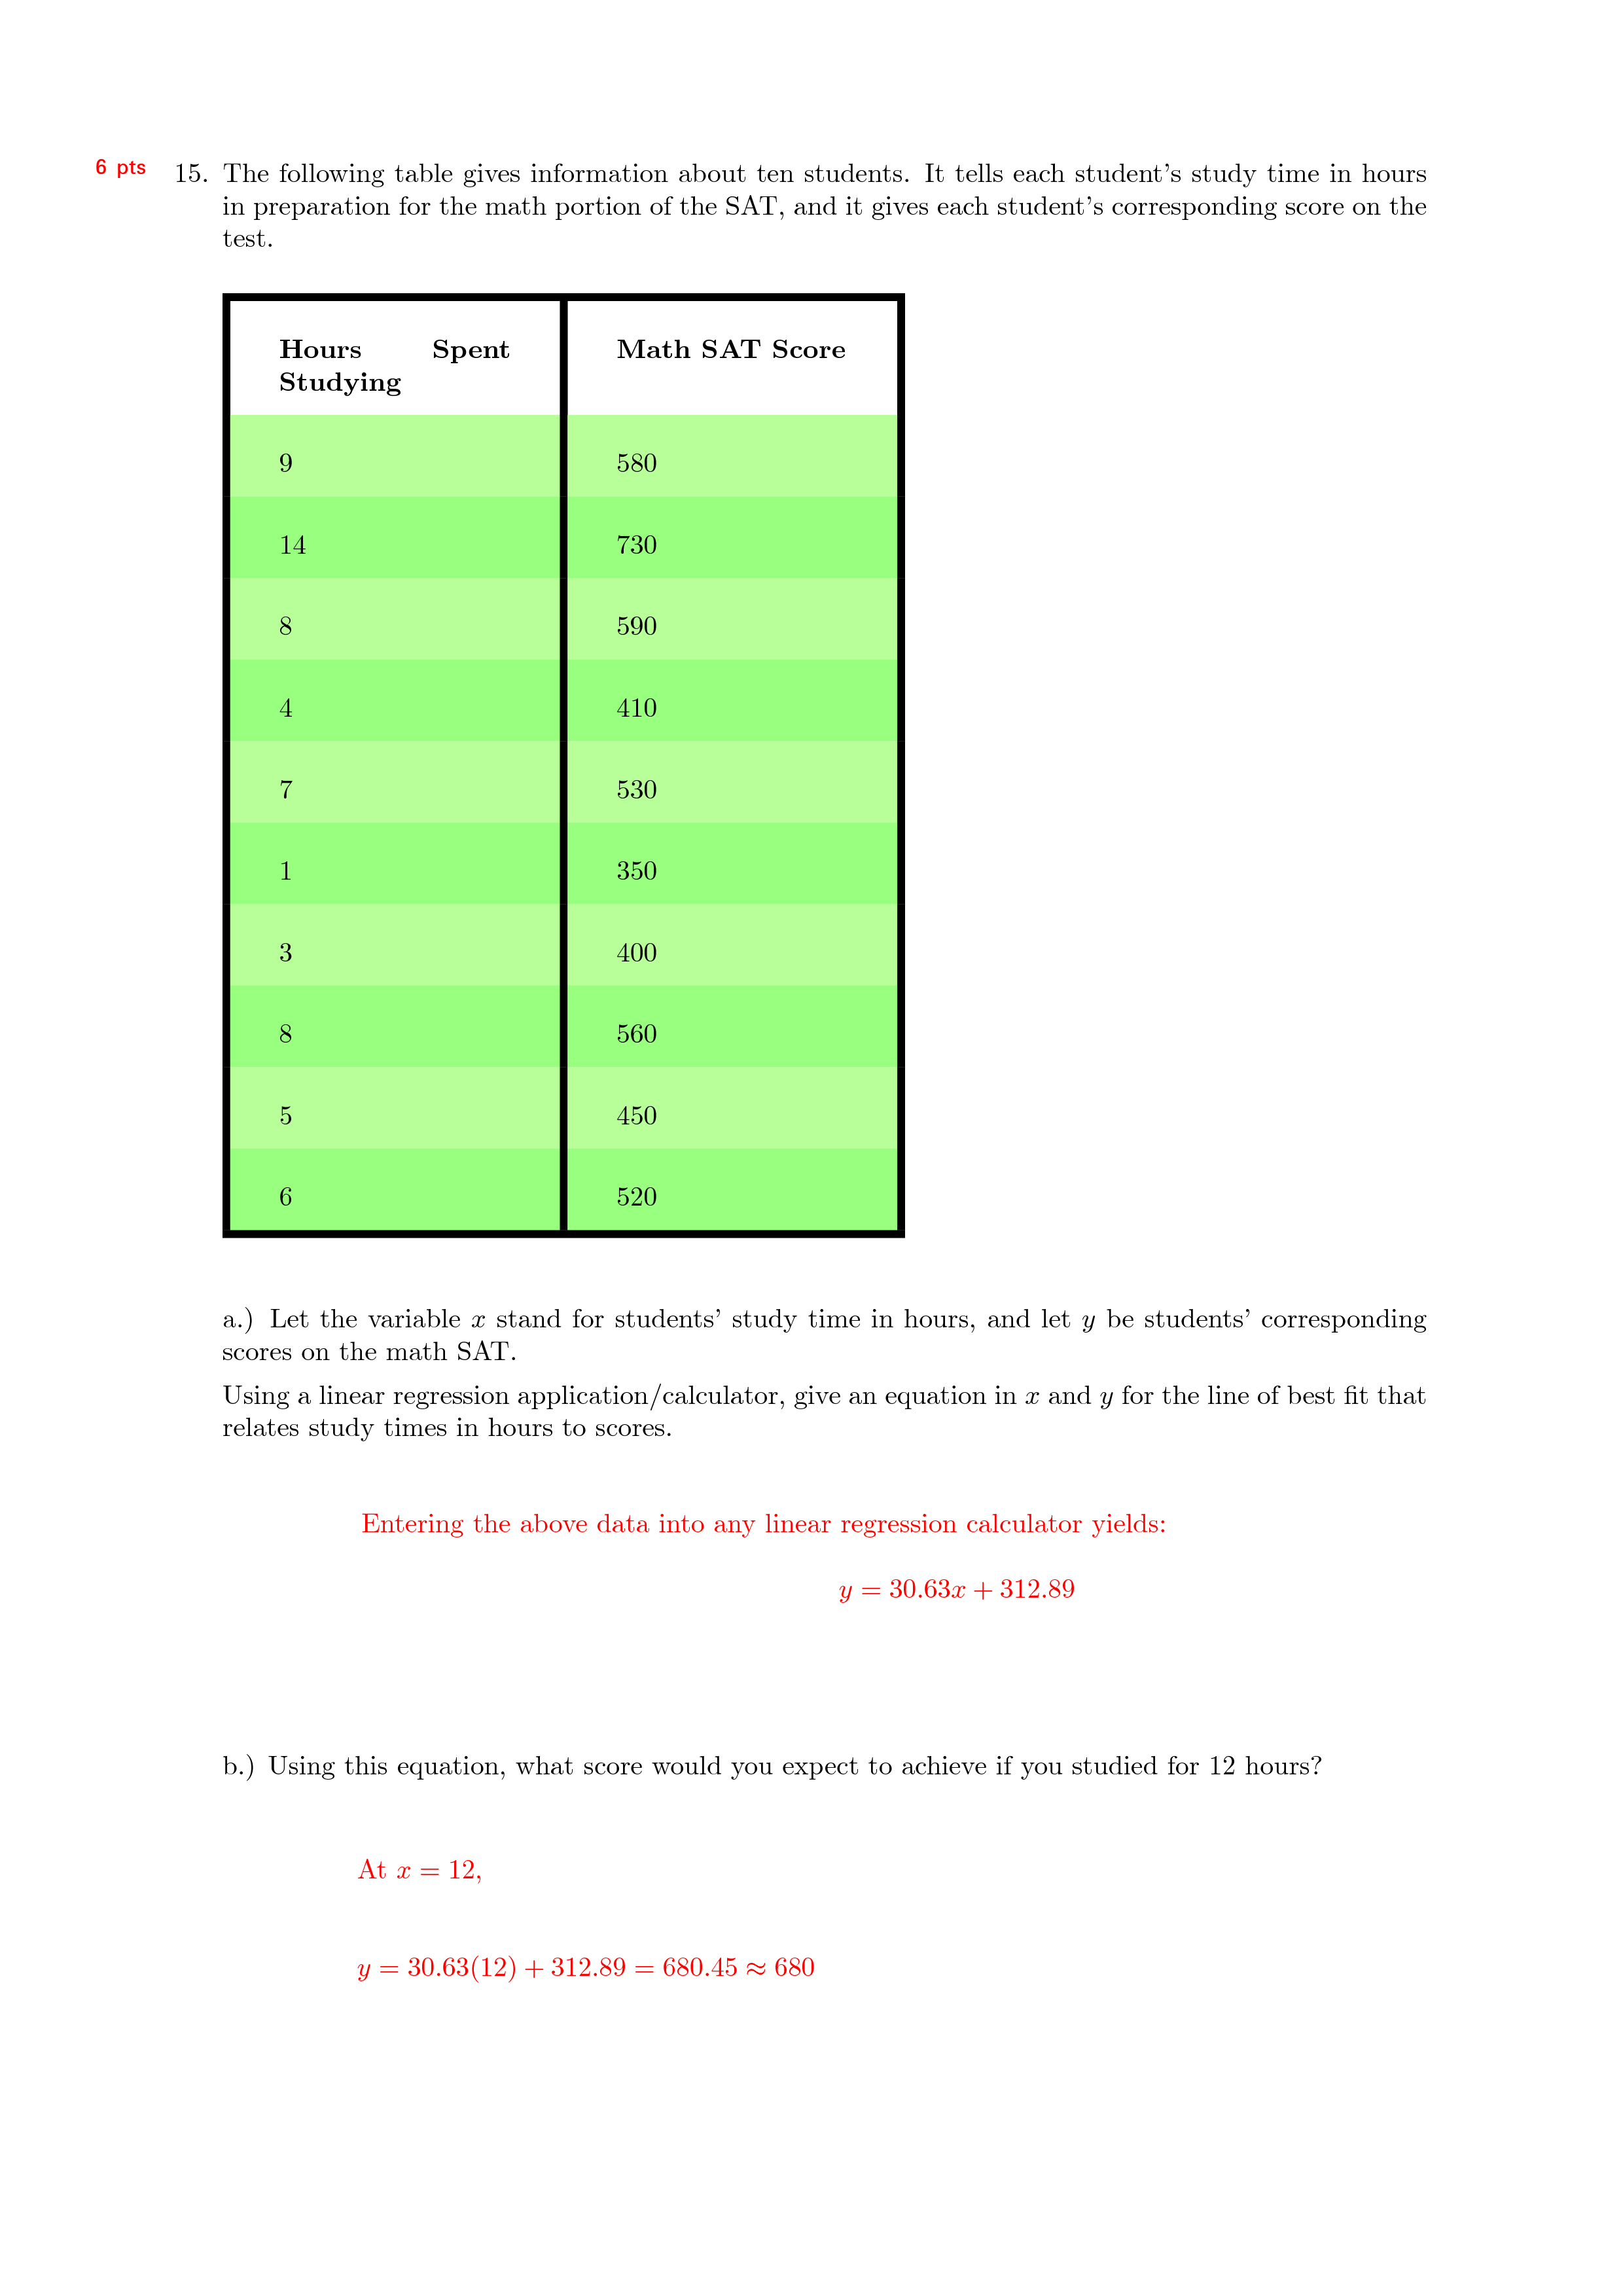 6 pts 15. The following table gives information about ten students. It tells each student's study time in hours
in preparation for the math portion of the SAT, and it gives each student's corresponding score on the
test.
Hours Spent Math SAT Score
Studying
9 580
14 730
8 590
4 410
7 530
1 350
3 400
8 560
5 450
6 520
a.) Let the variable x stand for students' study time in hours, and let y be students' corresponding
scores on the math SAT.
Using a linear regression application/calculator, give an equation in x and y for the line of best fit that
relates study times in hours to scores.
Entering the above data into any linear regression calculator yields:
y = 30.63x + 312.89
b.) Using this equation, what score would you expect to achieve if you studied for 12 hours?
At x = 12,
y = 30.63(12) + 312.89 = 680.45 ≈ 680